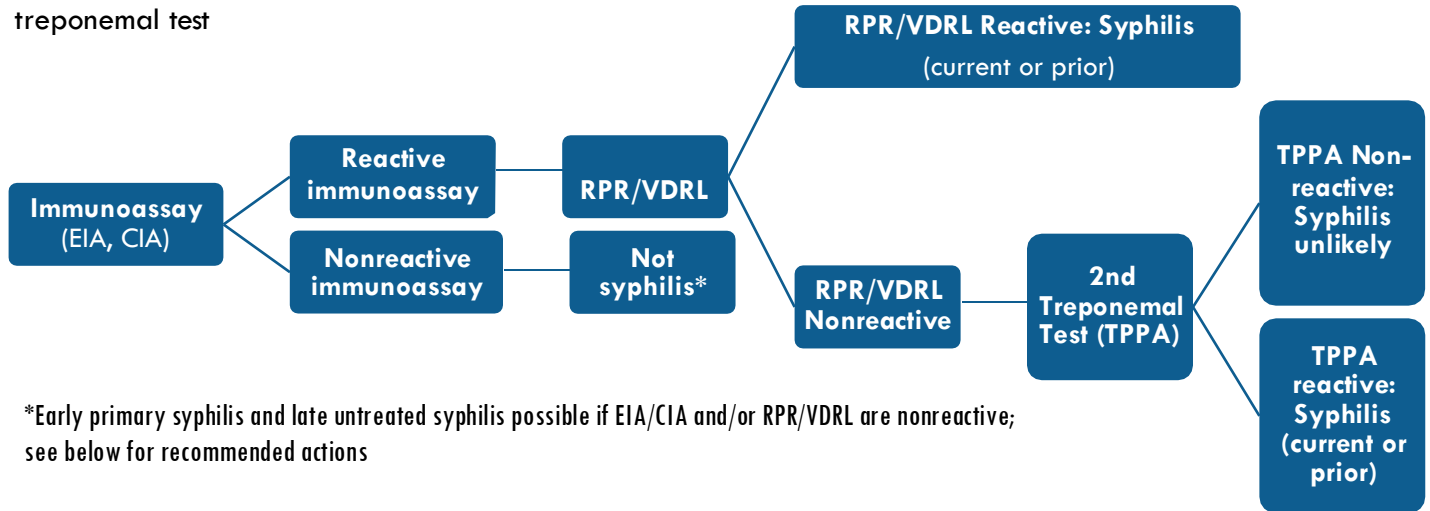 treponemal test
Immunoassay
(EIA, CIA)
Reactive
immunoassay
RPR/VDRL
RPR/VDRL Reactive: Syphilis
(current or prior)
Nonreactive
immunoassay
Not
syphilis*
RPR/VDRL
Nonreactive
2nd
Treponemal
Test (TPPA)
TPPA Non-
reactive:
Syphilis
unlikely
TPPA
reactive:
Syphilis
(current or
prior)
*Early primary syphilis and late untreated syphilis possible if EIA/CIA and/or RPR/VDRL are nonreactive;
see below for recommended actions